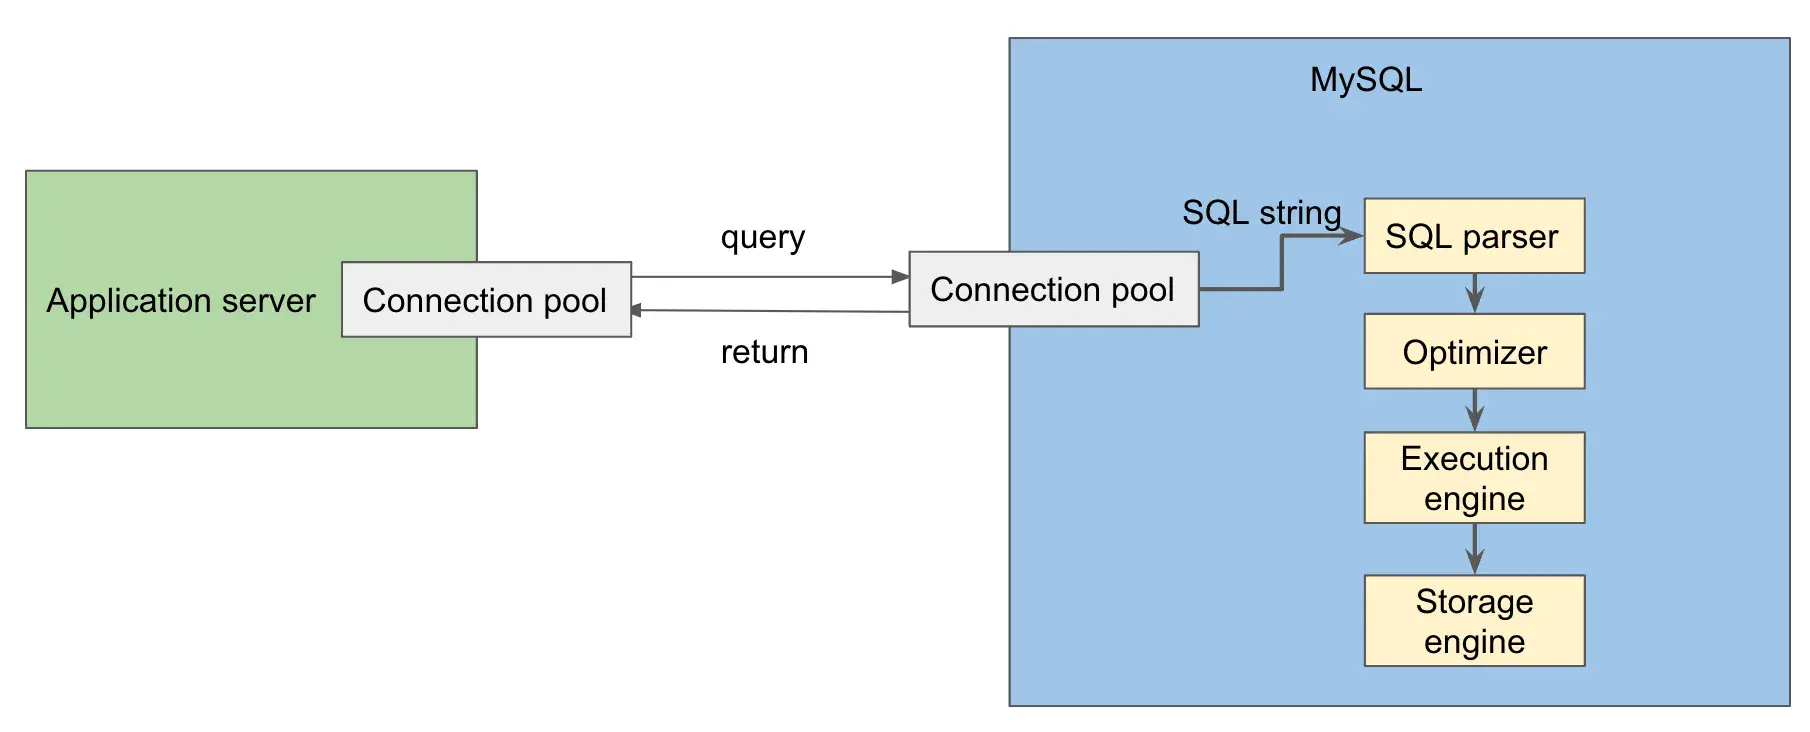 MySQL
SQL string
SQL parser
query
Application server
Connection pool
Connection pool
return
Optimizer
Execution
engine
Storage
engine